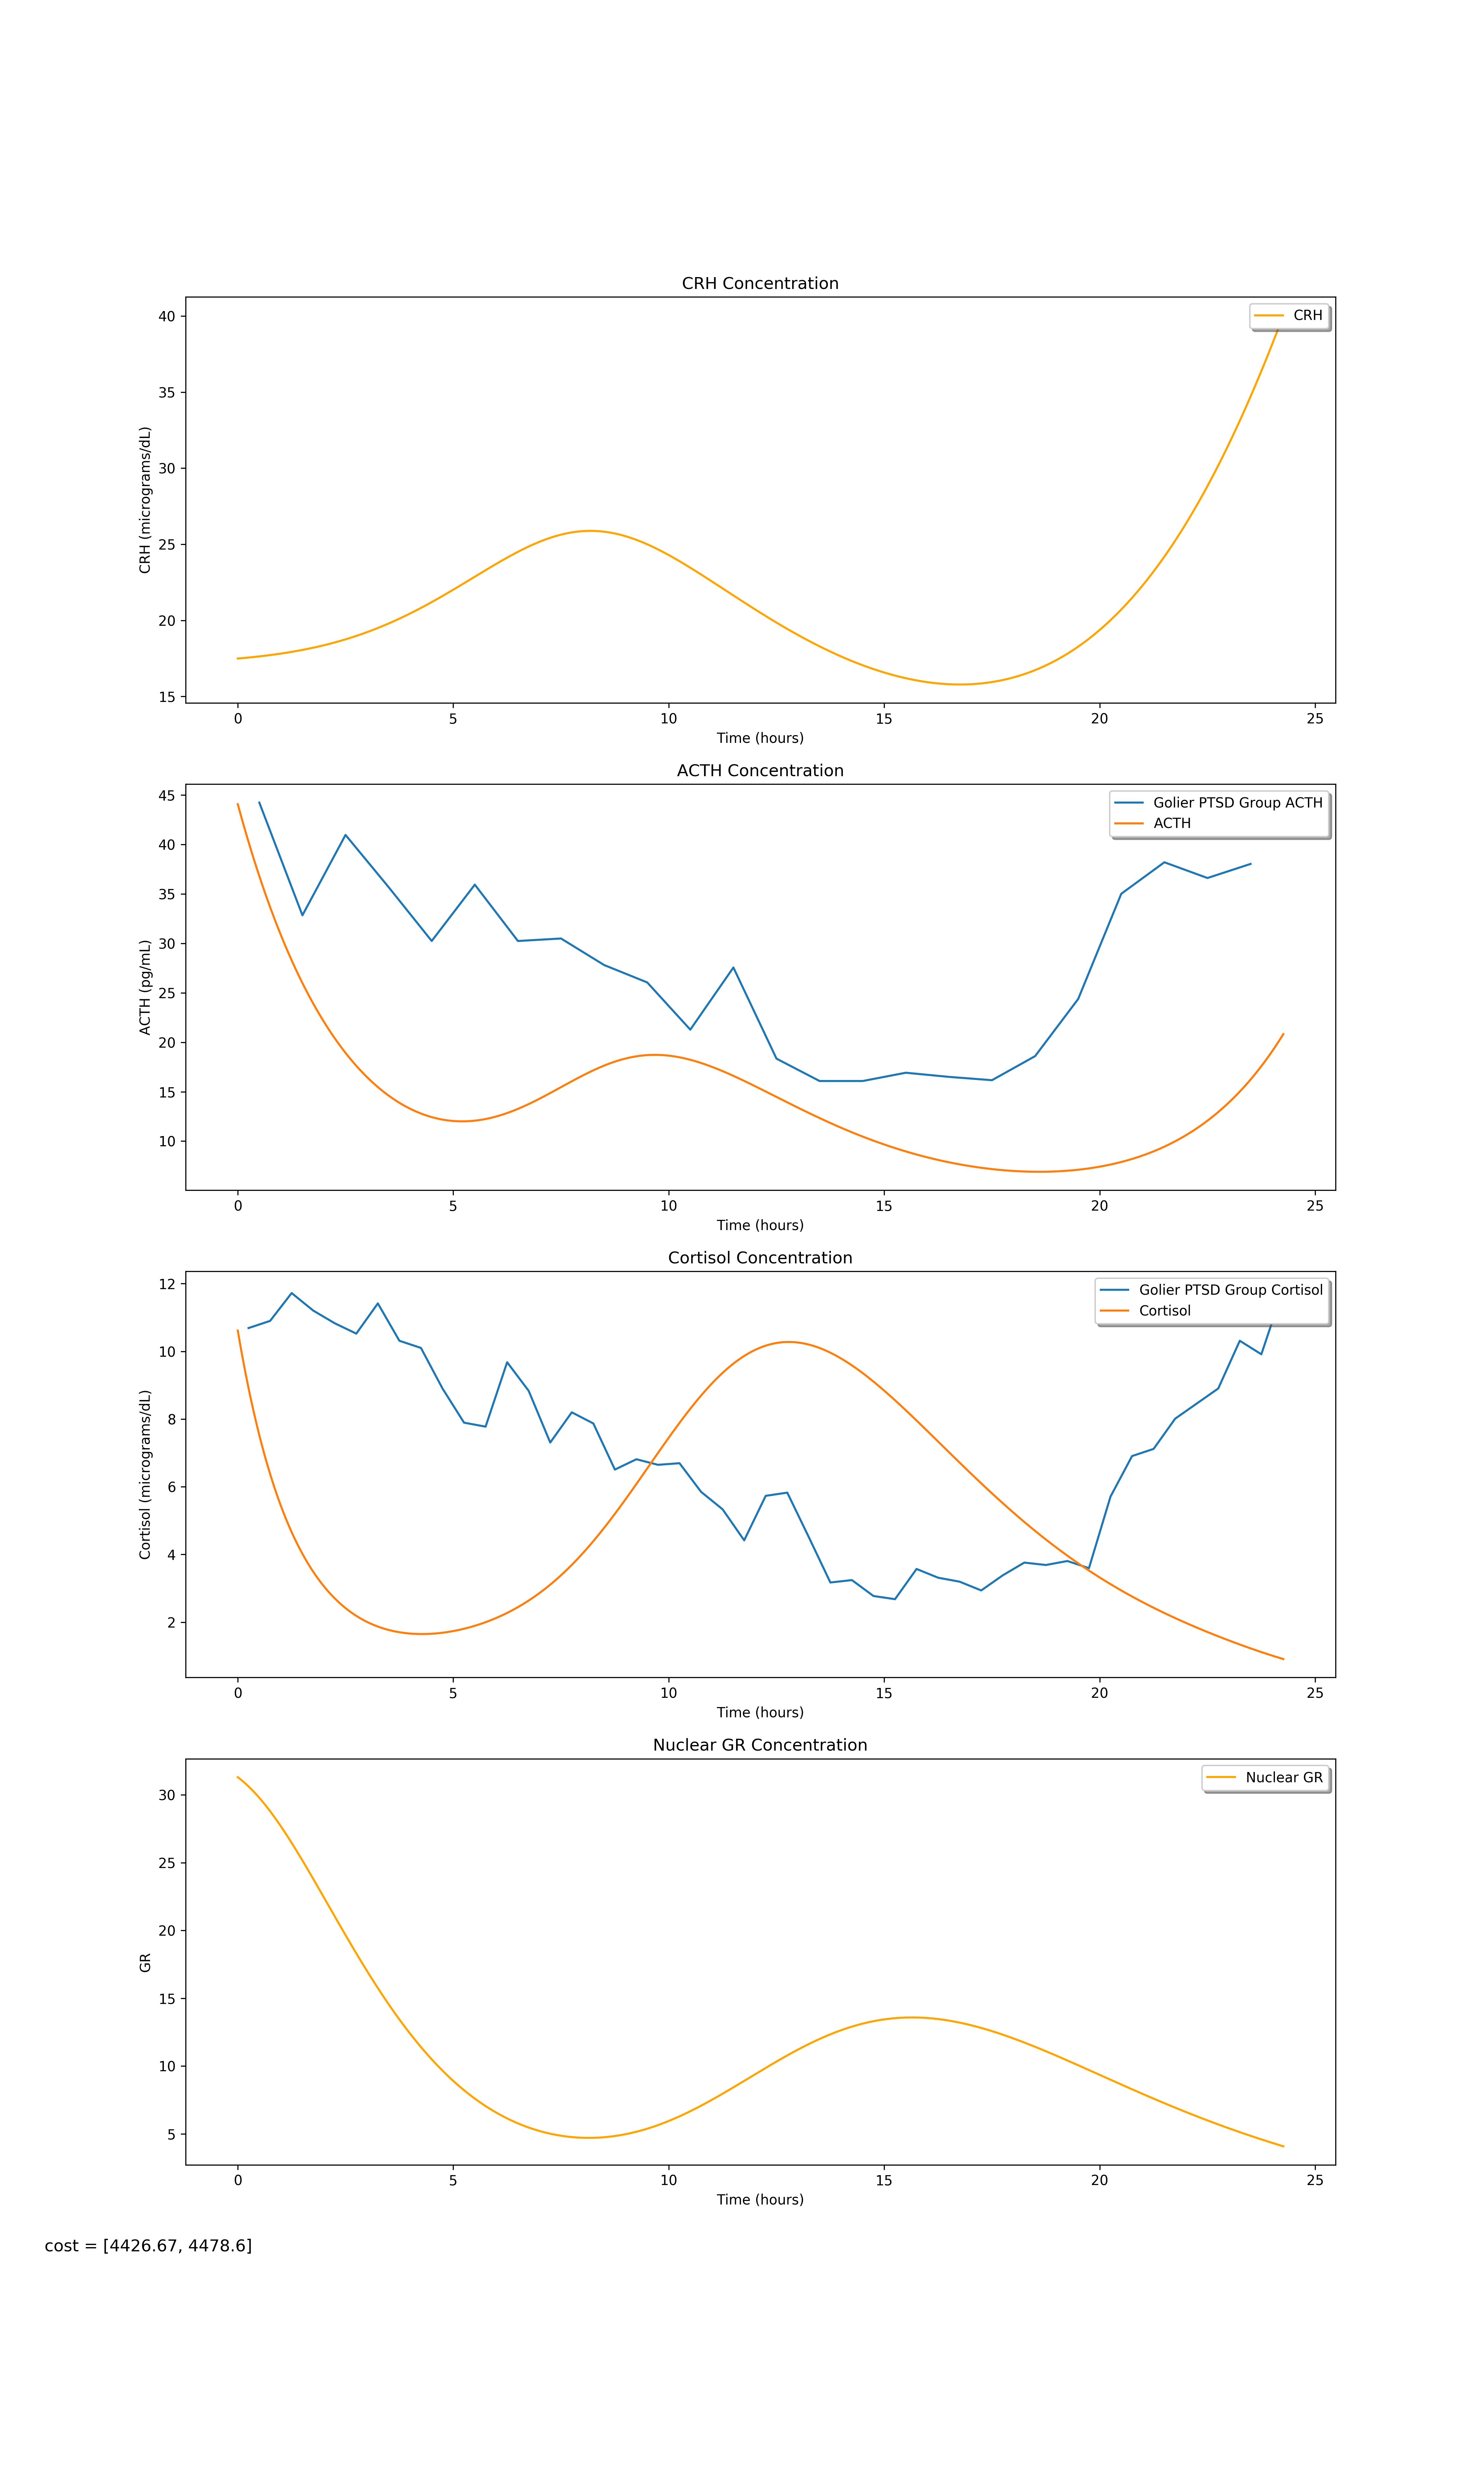 CRH Concentration
CRH
40
35
30
25
20
15
CRH (micrograms/dL)
0 5 10 15 20 25
Time (hours)
ACTH Concentration
Golier PTSD Group ACTH
ACTH
45
40
35
30
25
20
15
10
ACTH (pg/mL)
0 5 10 15 20 25
Time (hours)
Cortisol Concentration
Golier PTSD Group Cortisol
Cortisol
12
10
8
6
4
2
Cortisol (micrograms/dL)
0 5 10 15 20 25
Time (hours)
Nuclear GR Concentration
Nuclear GR
30
25
20
15
10
5
GR
0 5 10 15 20 25
Time (hours)
cost = [4426.67, 4478.6]